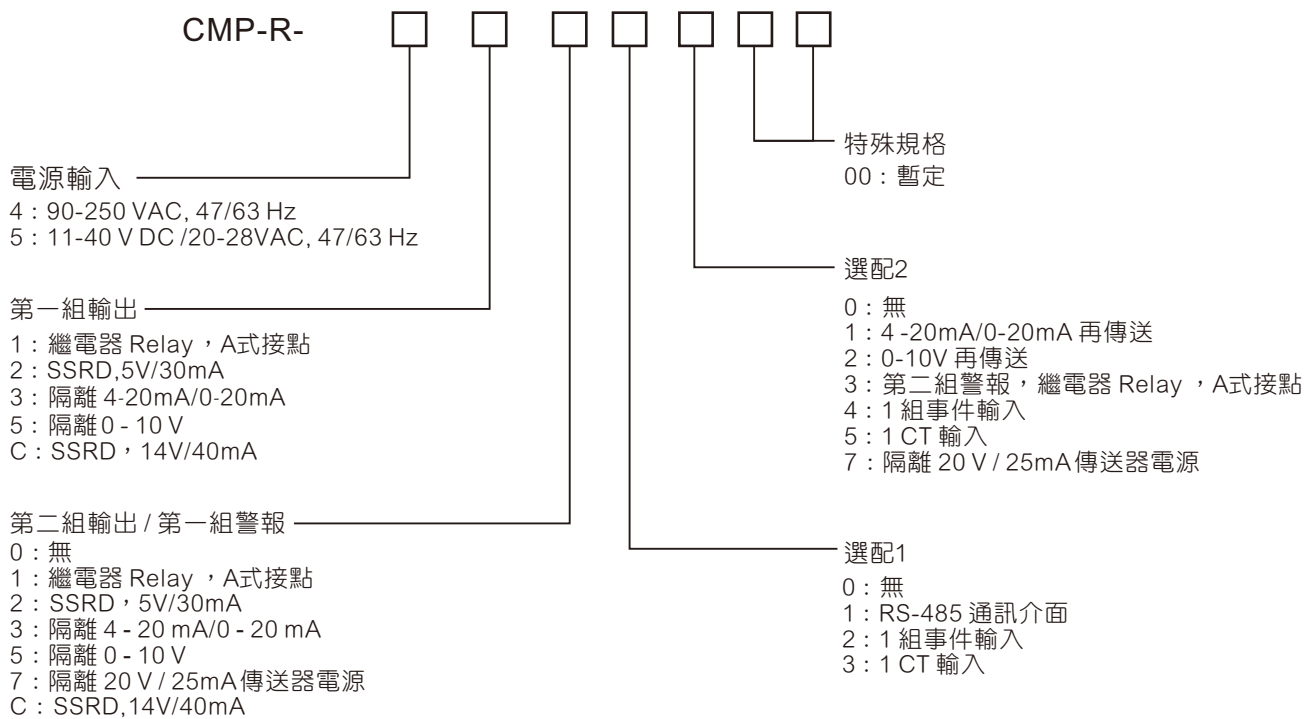 CMP-R-
電源輸入
4：90-250 VAC, 47/63 Hz
5：11-40 V DC /20-28VAC, 47/63 Hz
第一組輸出
1：繼電器 Relay ，A式接點
2：SSRD,5V/30mA
3：隔離 4-20mA/0-20mA
5：隔離 0 - 10 V
C：SSRD，14V/40mA
第二組輸出 / 第一組警報
0：無
1：繼電器 Relay ，A式接點
2：SSRD，5V/30mA
3：隔離 4 - 20 mA/0 - 20 mA
5：隔離 0 - 10 V
7：隔離 20 V / 25mA傳送器電源
C：SSRD,14V/40mA
特殊規格
00：暫定
選配2
0：無
1：4 -20mA/0-20mA 再傳送
2：0-10V 再傳送
3：第二組警報，繼電器 Relay ，A式接點
4：1 組事件輸入
5：1 CT 輸入
7：隔離 20 V / 25mA傳送器電源
選配1
0：無
1：RS-485 通訊介面
2：1 組事件輸入
3：1 CT 輸入